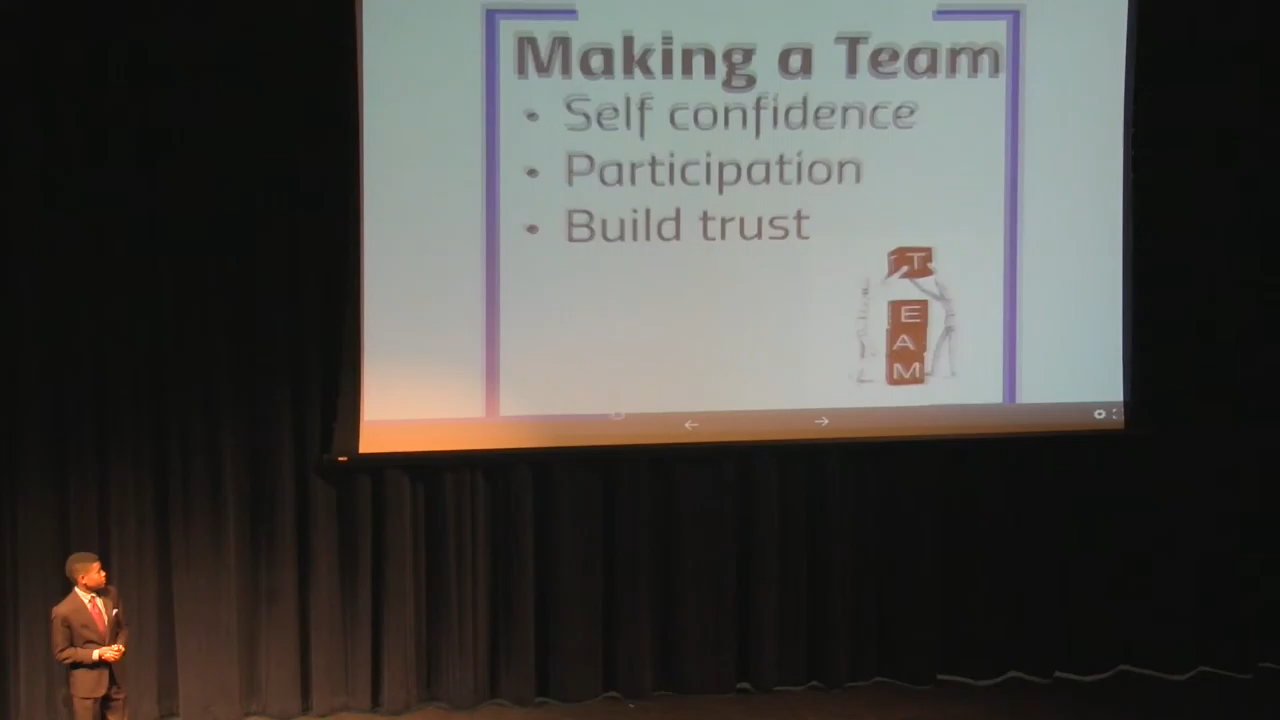 Making a Team
• Self confidence
• Participation
• Build trust
T
E
A
M